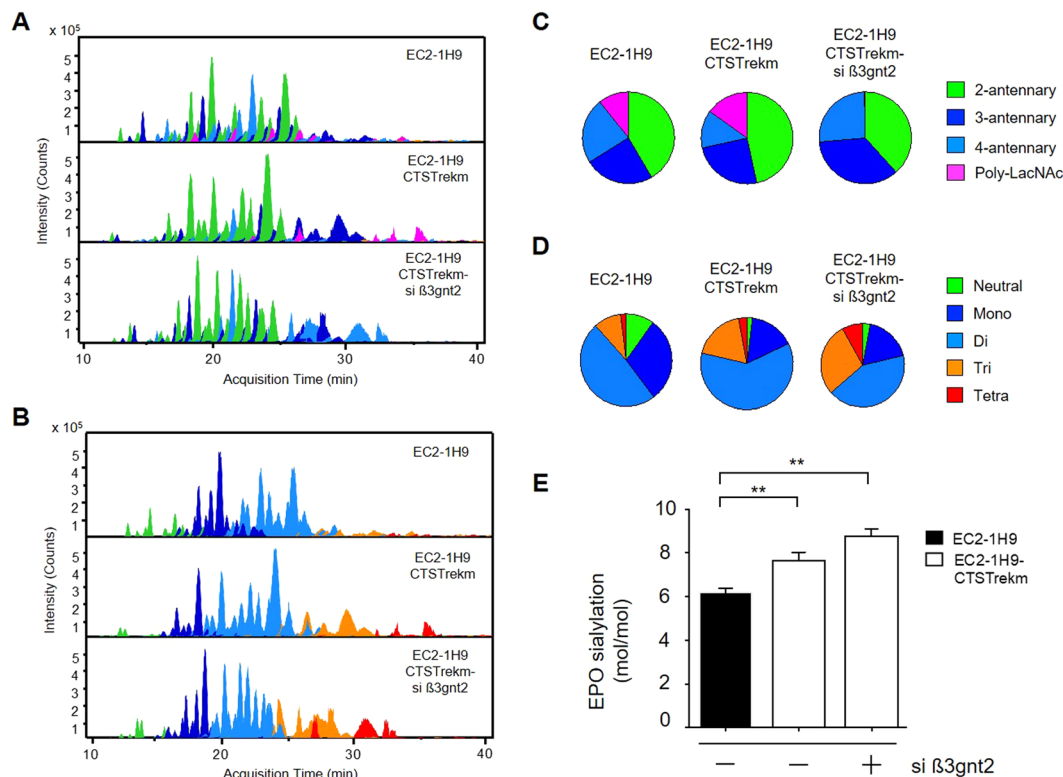 A
x 10⁵
EC2-1H9
5
4
3
2
1
EC2-1H9
CTSTrekm
5
4
3
2
1
EC2-1H9
CTSTrekm-
si ß3gnt2
5
4
3
2
1
Intensity (Counts)
10
20
30
40
Acquisition Time (min)
B
x 10⁵
EC2-1H9
5
4
3
2
1
EC2-1H9
CTSTrekm
5
4
3
2
1
EC2-1H9
CTSTrekm-
si ß3gnt2
5
4
3
2
1
Intensity (Counts)
10
20
30
40
Acquisition Time (min)
C
EC2-1H9
EC2-1H9
CTSTrekm
EC2-1H9
CTSTrekm-
si ß3gnt2
2-antennary
3-antennary
4-antennary
Poly-LacNAc
D
EC2-1H9
EC2-1H9
CTSTrekm
EC2-1H9
CTSTrekm-
si ß3gnt2
Neutral
Mono
Di
Tri
Tetra
E
**
**
10
8
6
4
2
0
EPO sialylation
(mol/mol)
EC2-1H9
EC2-1H9-
CTSTrekm
— — + si ß3gnt2